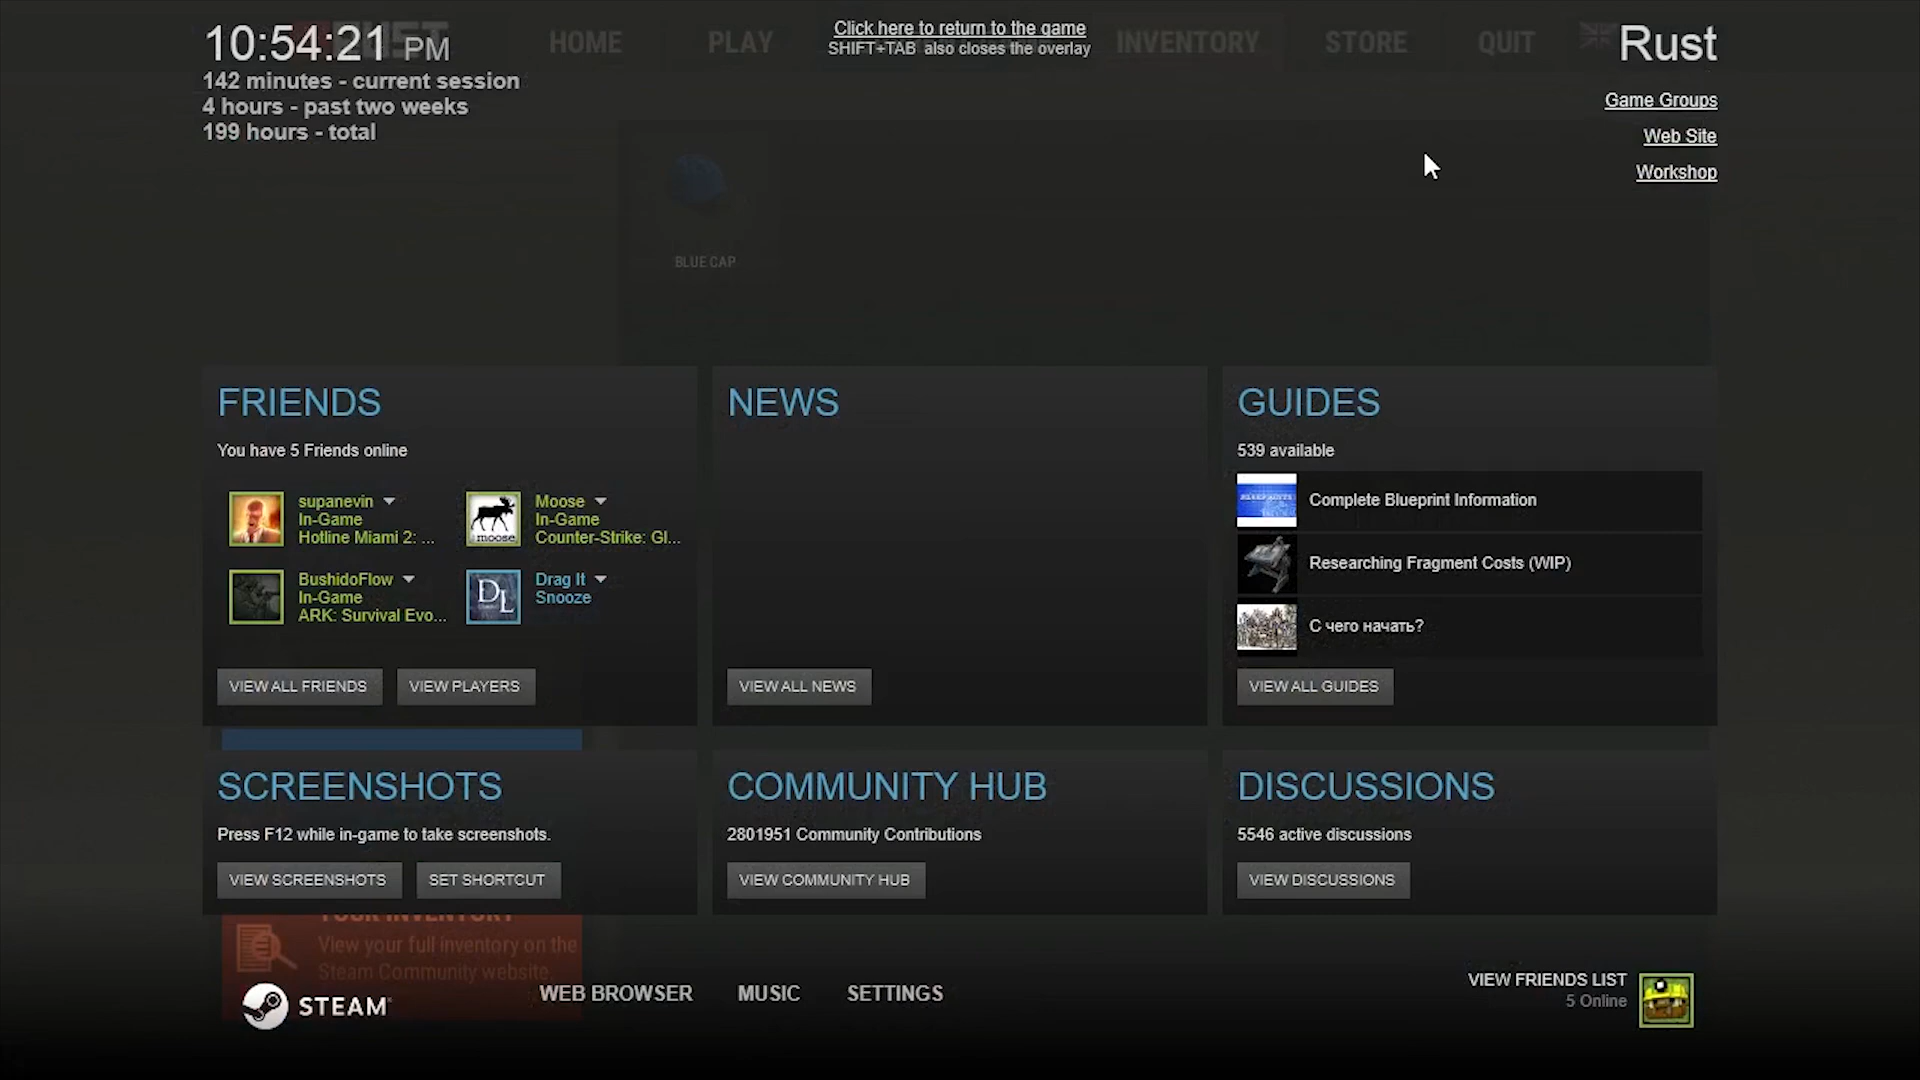 10:54:21 PM
142 minutes - current session
4 hours - past two weeks
199 hours - total
HOME
PLAY
Click here to return to the game
SHIFT+TAB also closes the overlay
INVENTORY
STORE
QUIT
Rust
Game Groups
Web Site
Workshop
BLUE CAP
FRIENDS
You have 5 Friends online
supanevin
In-Game
Hotline Miami 2: ...
moose
Moose
In-Game
Counter-Strike: Gl...
BushidoFlow
In-Game
ARK: Survival Evo...
DL
Drag It
Snooze
VIEW ALL FRIENDS
VIEW PLAYERS
NEWS
VIEW ALL NEWS
GUIDES
539 available
Complete Blueprint Information
Researching Fragment Costs (WIP)
С чего начать?
VIEW ALL GUIDES
SCREENSHOTS
Press F12 while in-game to take screenshots.
VIEW SCREENSHOTS
SET SHORTCUT
COMMUNITY HUB
2801951 Community Contributions
VIEW COMMUNITY HUB
DISCUSSIONS
5546 active discussions
VIEW DISCUSSIONS
YOUR INVENTORY
View your full inventory on the
Steam Community website.
STEAM
WEB BROWSER
MUSIC
SETTINGS
VIEW FRIENDS LIST
5 Online